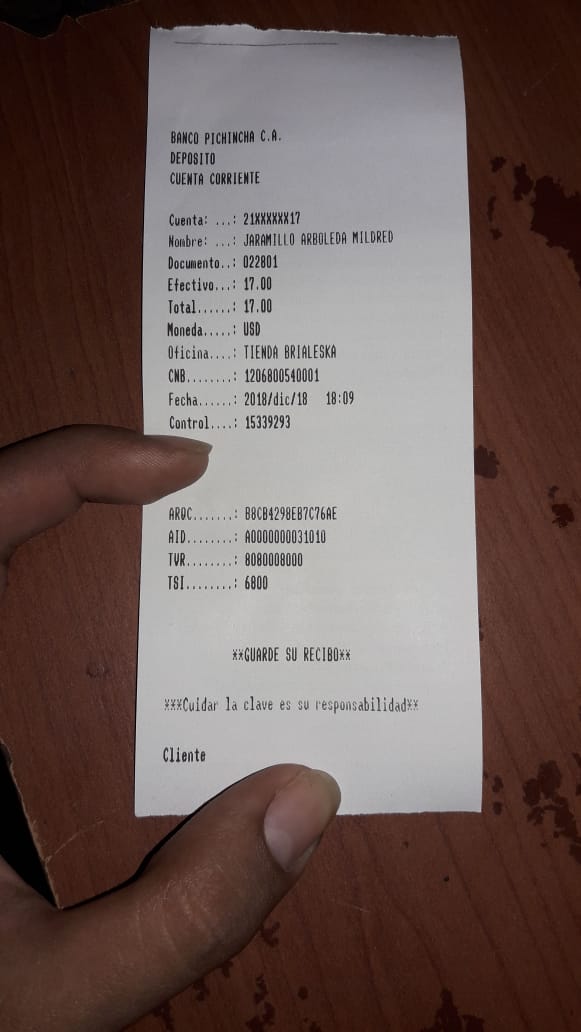 BANCO PICHINCHA C.A.
DEPOSITO
CUENTA CORRIENTE
Cuenta: ...: 21XXXXXX17
Nombre: ...: JARAMILLO ARBOLEDA MILDRED
Documento..: 022801
Efectivo...: 17.00
Total......: 17.00
Moneda.....: USD
Oficina....: TIENDA BRIALESKA
CNB........: 1206800540001
Fecha......: 2018/dic/18 18:09
Control....: 15339293
ARQC.......: B8CB4298EB7C76AE
AID........: A0000000031010
TVR........: 8080008000
TSI........: 6800
**GUARDE SU RECIBO**
***Cuidar la clave es su responsabilidad**
Cliente